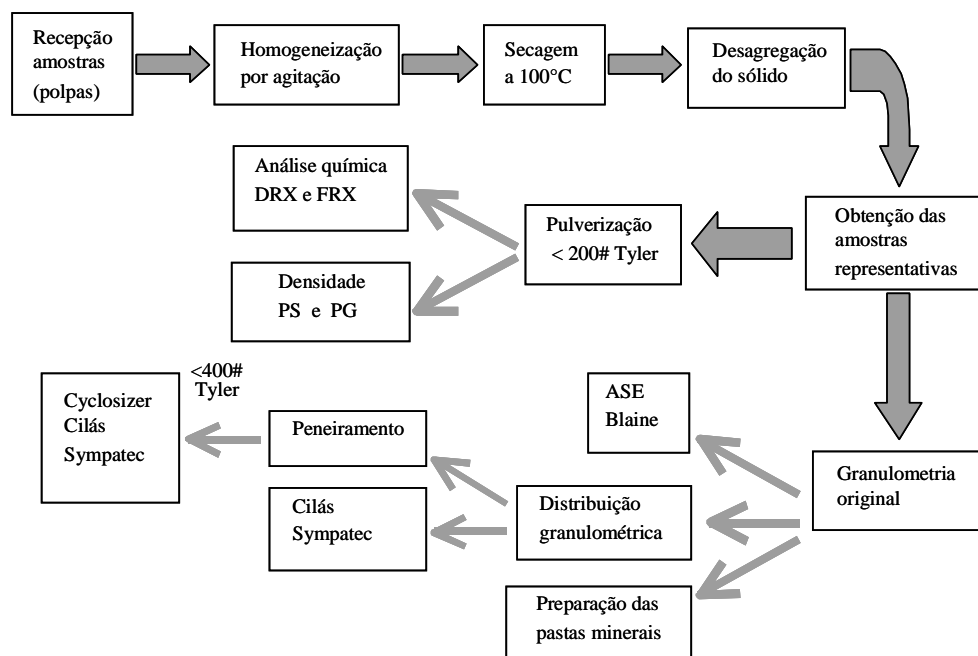 Recepção
amostras
(polpas)
Homogeneização
por agitação
Secagem
a 100°C
Desagregação
do sólido
Análise química
DRX e FRX
Pulverização
< 200# Tyler
Obtenção das
amostras
representativas
Densidade
PS e PG
<400#
Tyler
Cyclosizer
Cilás
Sympatec
Peneiramento
ASE
Blaine
Granulometria
original
Cilás
Sympatec
Distribuição
granulométrica
Preparação das
pastas minerais